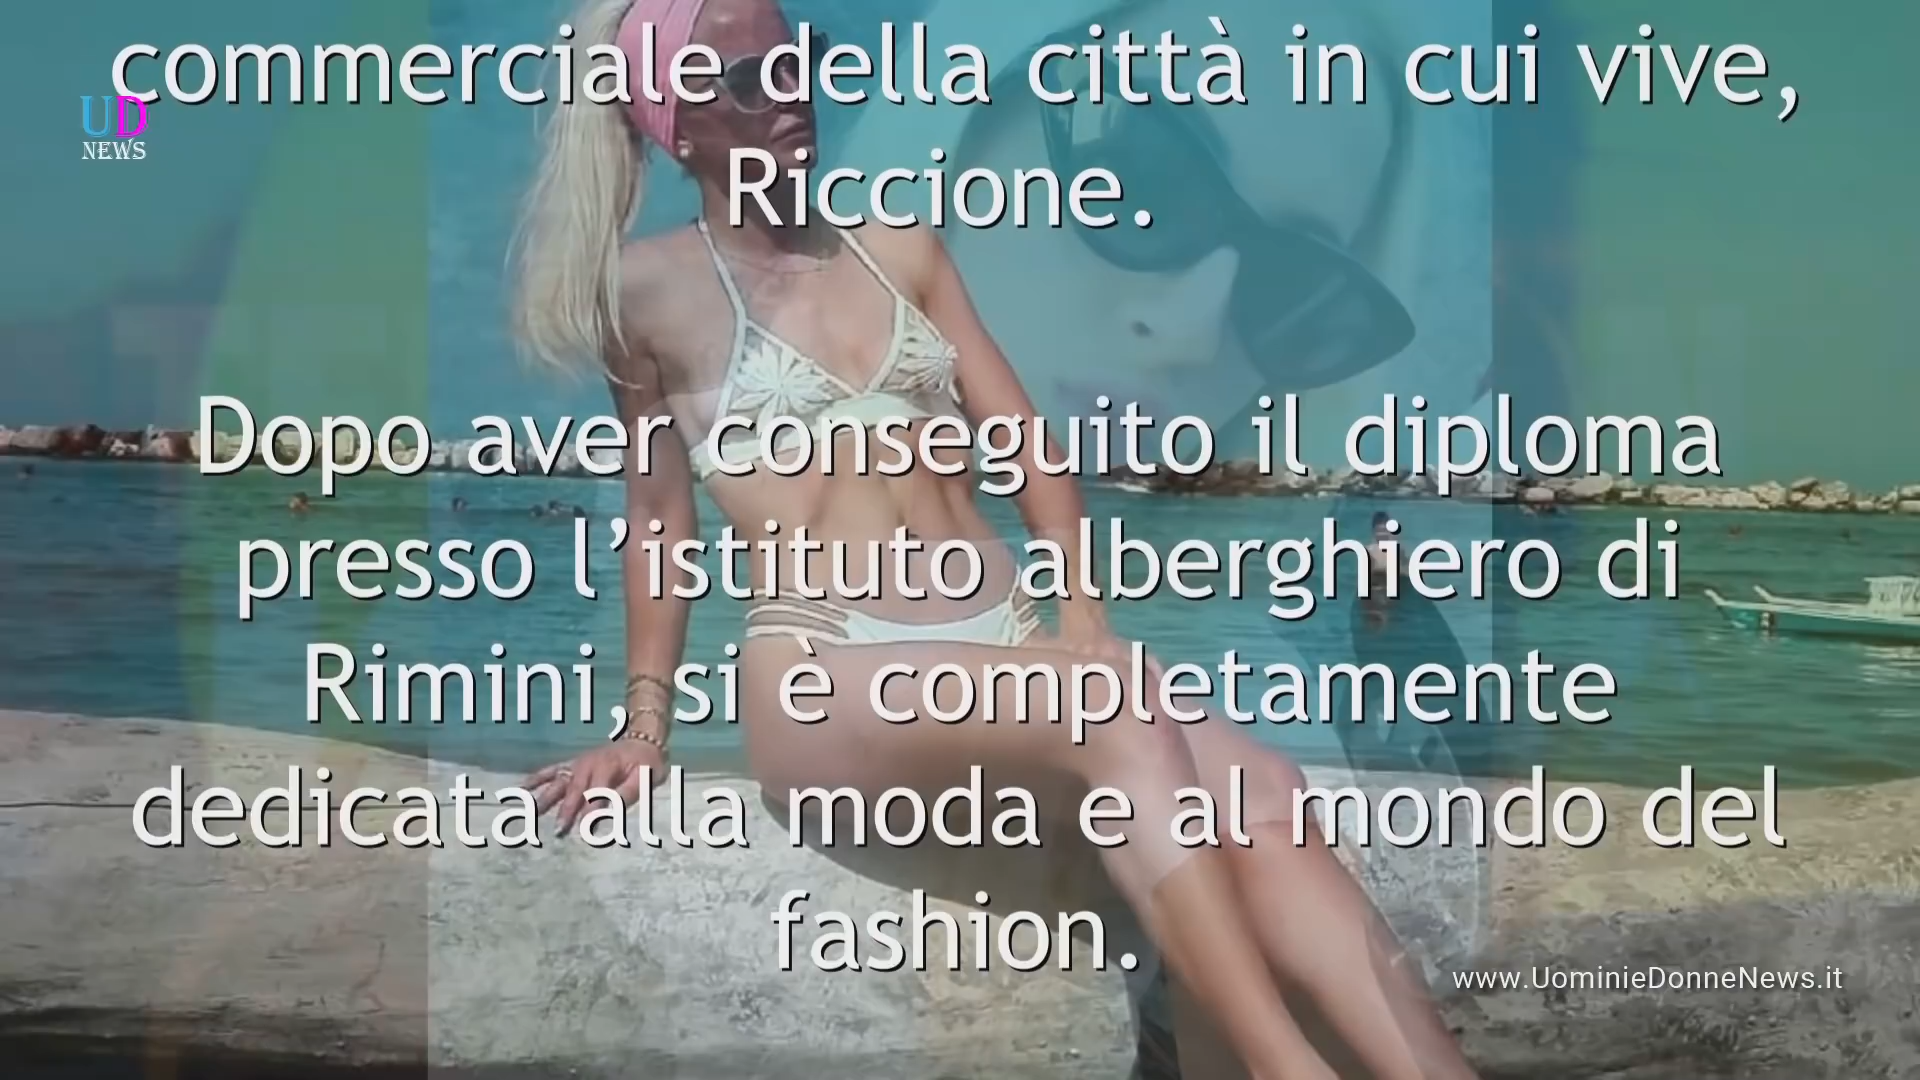 commerciale della città in cui vive,
UD
NEWS
Riccione.
Dopo aver conseguito il diploma
presso l’istituto alberghiero di
Rimini, si è completamente
dedicata alla moda e al mondo del
fashion.
www.UominieDonneNews.it